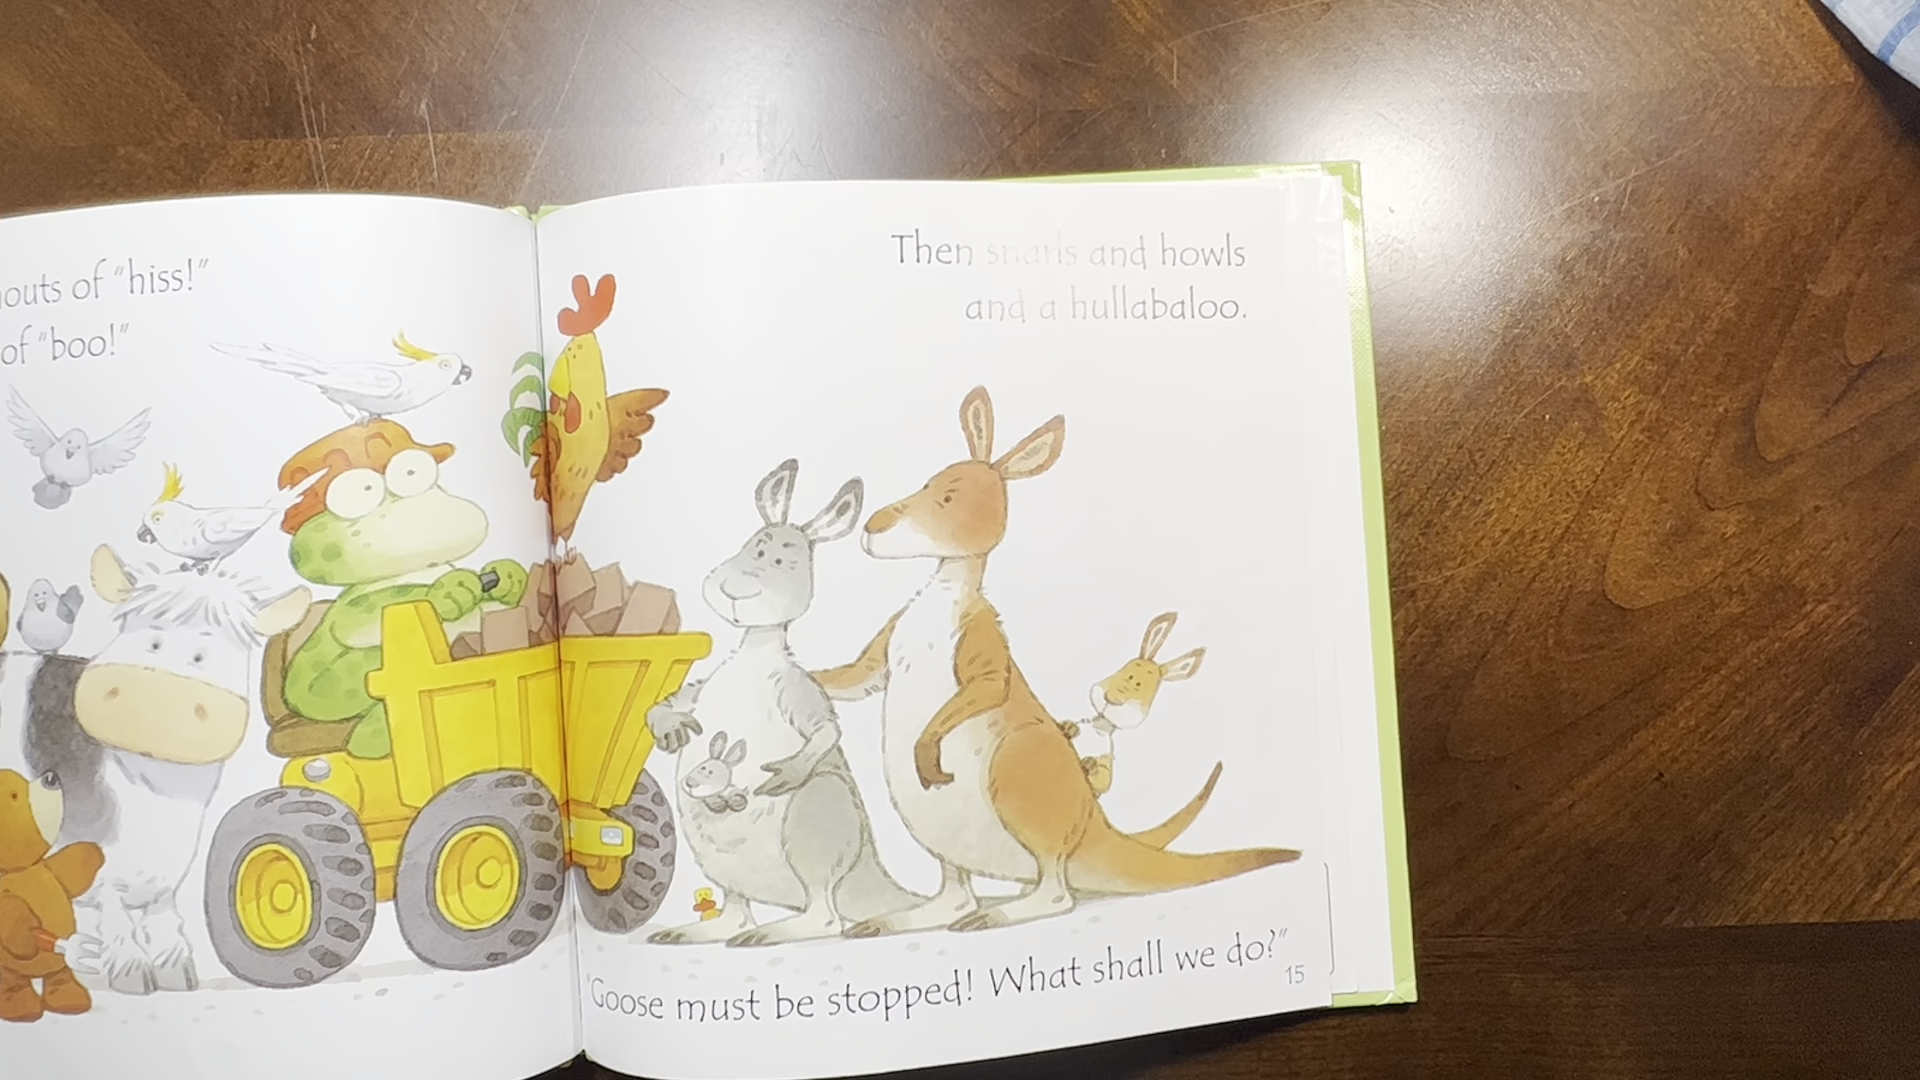 of "hiss!"
of "boo!"
Then snarls and howls
and a hullabaloo.
"Goose must be stopped! What shall we do?"
15